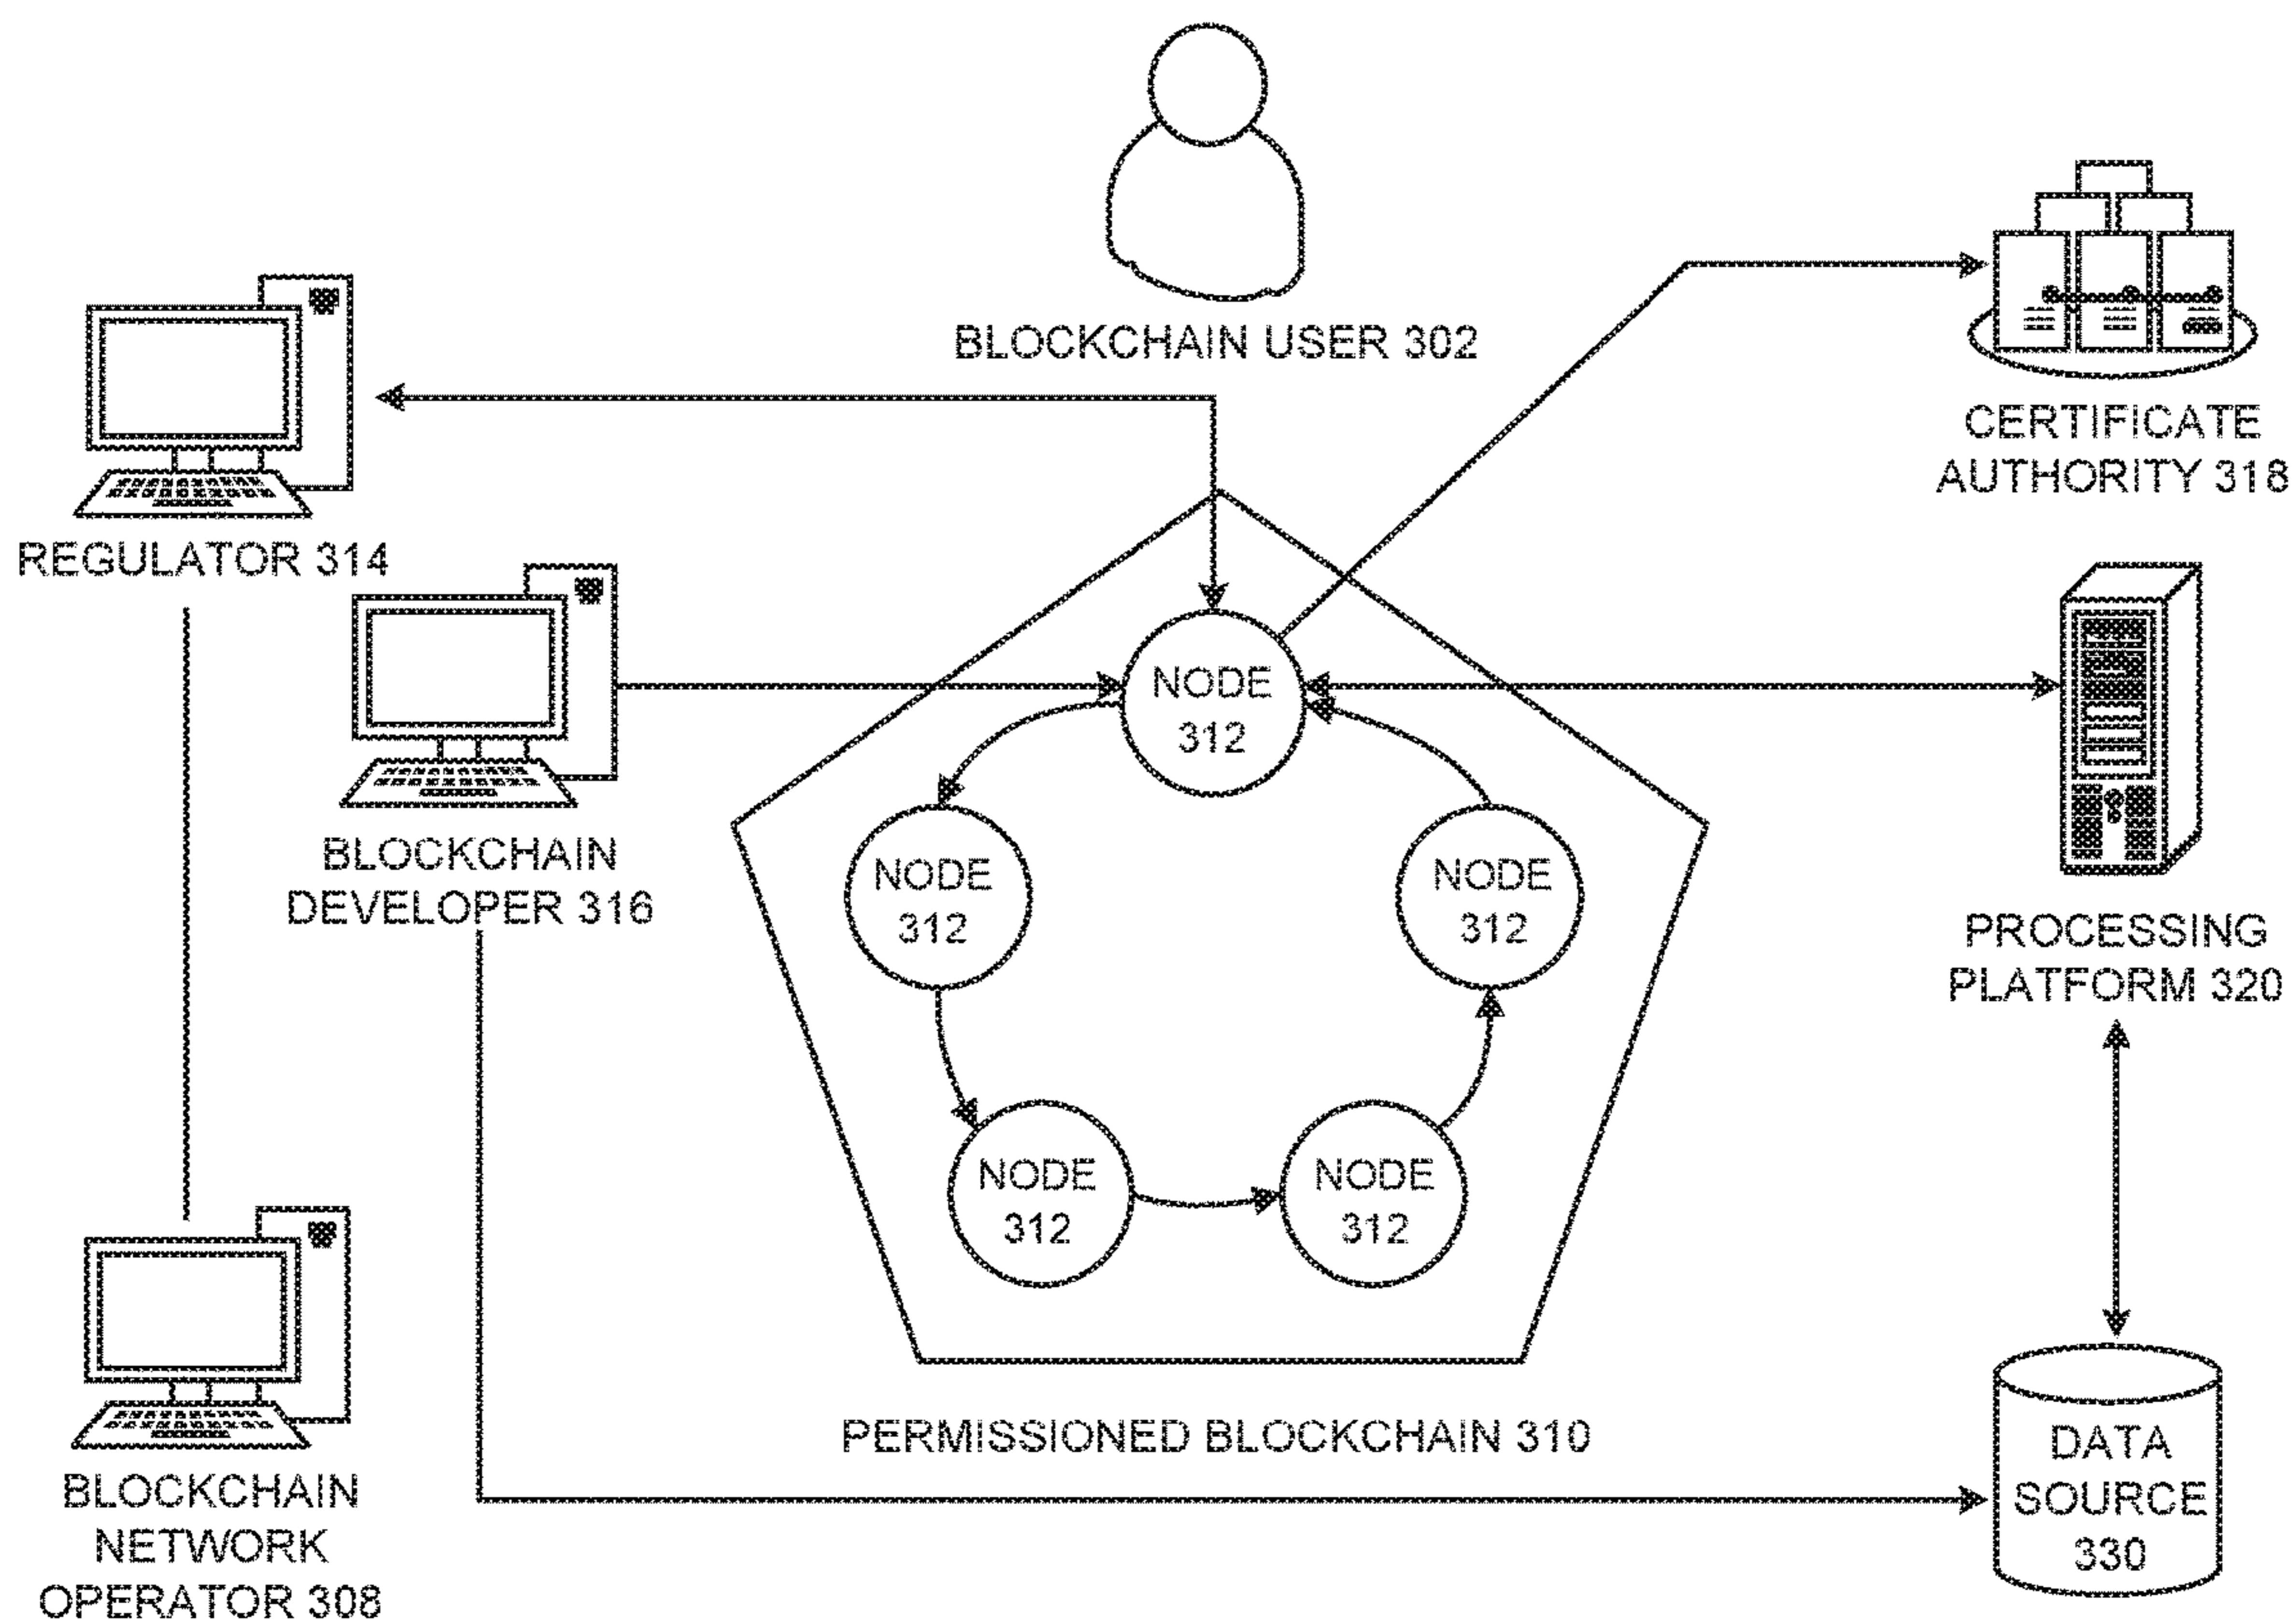 BLOCKCHAIN USER 302
CERTIFICATE
AUTHORITY 318
REGULATOR 314
BLOCKCHAIN
DEVELOPER 316
NODE
312
NODE
312
NODE
312
NODE
312
NODE
312
PROCESSING
PLATFORM 320
PERMISSIONED BLOCKCHAIN 310
BLOCKCHAIN
NETWORK
OPERATOR 308
DATA
SOURCE
330